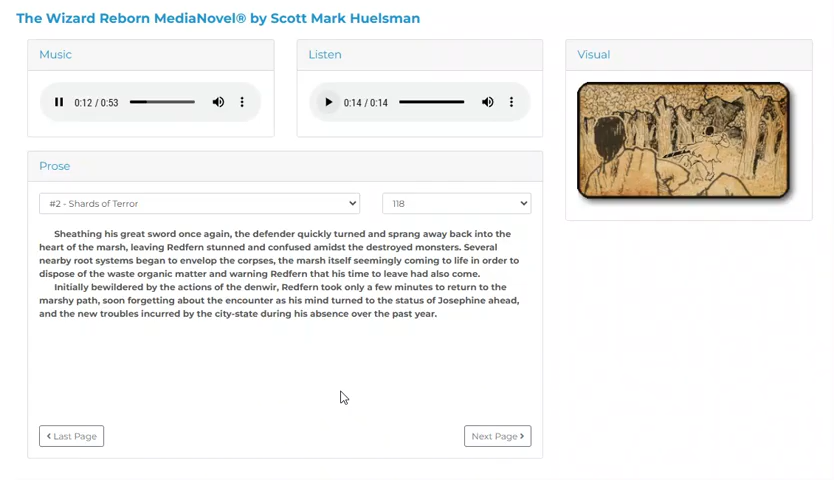 The Wizard Reborn MediaNovel® by Scott Mark Huelsman
Music
0:12 / 0:53
Listen
0:14 / 0:14
Visual
Prose
#2 - Shards of Terror
118
Sheathing his great sword once again, the defender quickly turned and sprang away back into the
heart of the marsh, leaving Redfern stunned and confused amidst the destroyed monsters. Several
nearby root systems began to envelop the corpses, the marsh itself seemingly coming to life in order to
dispose of the waste organic matter and warning Redfern that his time to leave had also come.
Initially bewildered by the actions of the denwir, Redfern took only a few minutes to return to the
marshy path, soon forgetting about the encounter as his mind turned to the status of Josephine ahead,
and the new troubles incurred by the city-state during his absence over the past year.
Last Page
Next Page